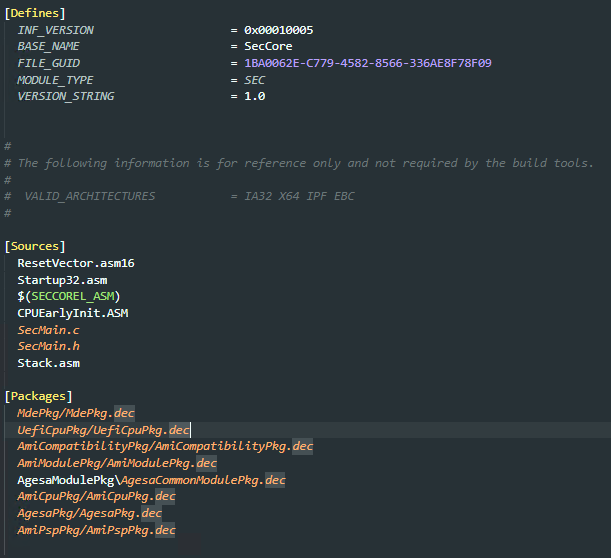 [Defines]
INF_VERSION = 0x00010005
BASE_NAME = SecCore
FILE_GUID = 1BA0062E-C779-4582-8566-336AE8F78F09
MODULE_TYPE = SEC
VERSION_STRING = 1.0
#
# The following information is for reference only and not required by the build tools.
#
# VALID_ARCHITECTURES = IA32 X64 IPF EBC
#
[Sources]
ResetVector.asm16
Startup32.asm
$(SECCOREL_ASM)
CPUEarlyInit.ASM
SecMain.c
SecMain.h
Stack.asm
[Packages]
MdePkg/MdePkg.dec
UefiCpuPkg/UefiCpuPkg.dec
AmiCompatibilityPkg/AmiCompatibilityPkg.dec
AmiModulePkg/AmiModulePkg.dec
AgesaModulePkg\AgesaCommonModulePkg.dec
AmiCpuPkg/AmiCpuPkg.dec
AgesaPkg/AgesaPkg.dec
AmiPspPkg/AmiPspPkg.dec